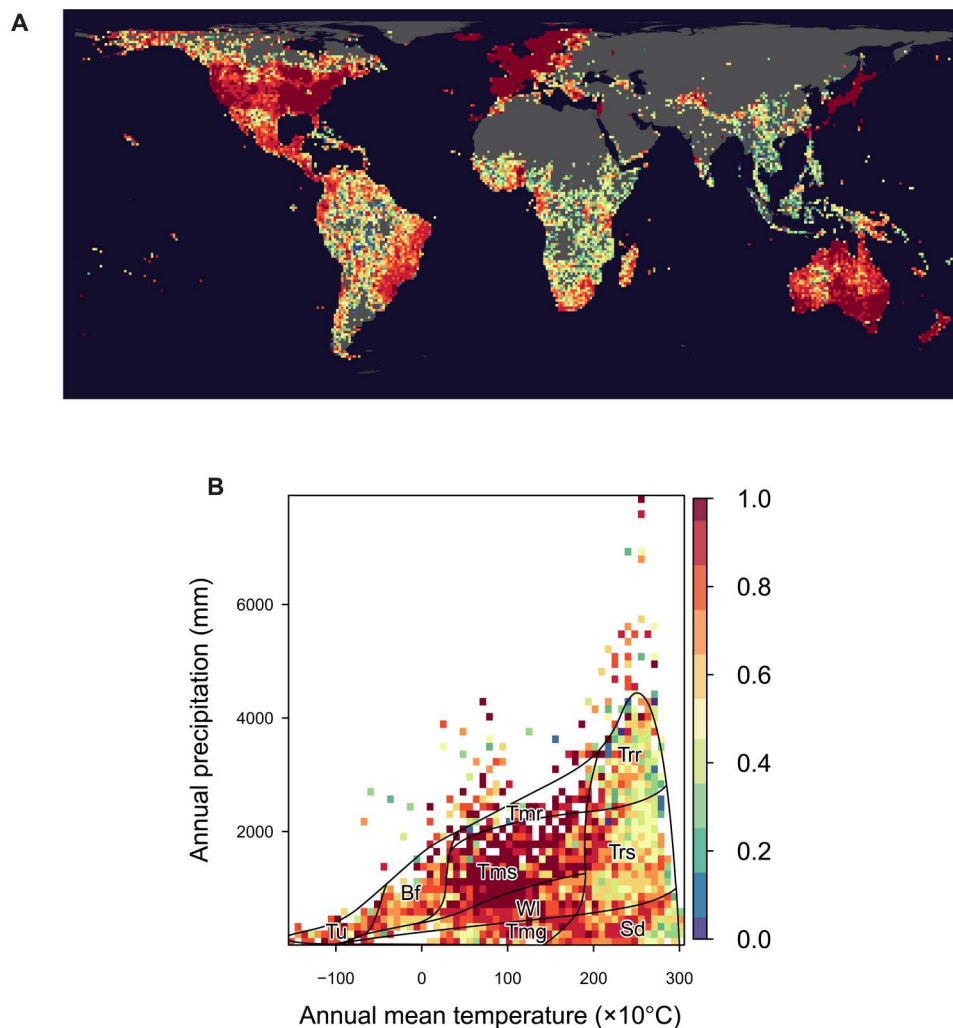 A
B
Annual precipitation (mm)
6000
4000
2000
Trr
Tmr
Trs
Tms
Bf
Wl
Tu
Tmg
Sd
−100
0
100
200
300
Annual mean temperature (×10°C)
1.0
0.8
0.6
0.4
0.2
0.0